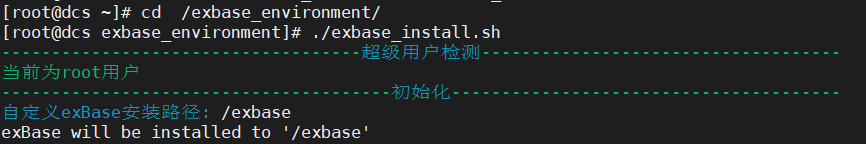 [root@dcs ~]# cd  /exbase_environment/
[root@dcs exbase_environment]# ./exbase_install.sh
------------------------------------超级用户检测------------------------------------
当前为root用户
---------------------------------------初始化---------------------------------------
自定义exBase安装路径: /exbase
exBase will be installed to '/exbase'